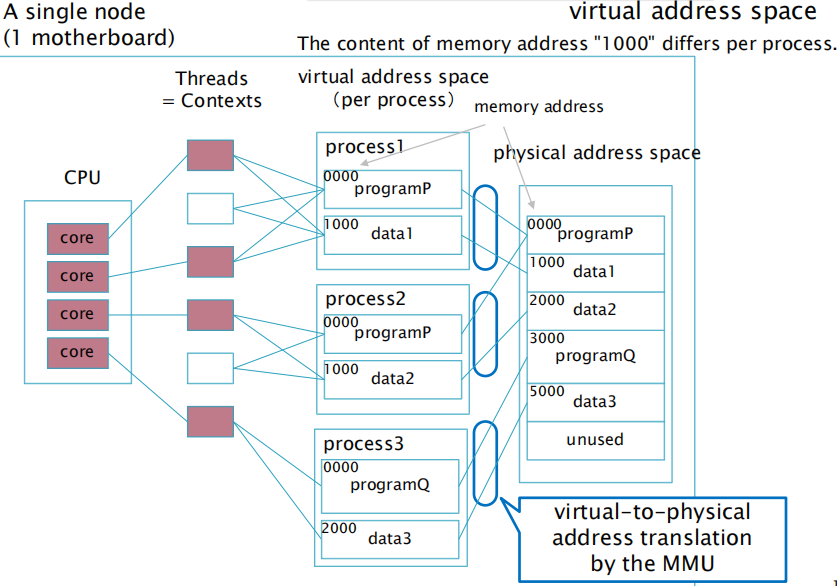 A single node
(1 motherboard)
virtual address space
The content of memory address "1000" differs per process.
Threads
= Contexts
virtual address space
（per process）
memory address
physical address space
CPU
core
core
core
core
process1
0000
programP
1000
data1
process2
0000
programP
1000
data2
process3
0000
programQ
2000
data3
0000
programP
1000
data1
2000
data2
3000
programQ
5000
data3
unused
virtual-to-physical
address translation
by the MMU